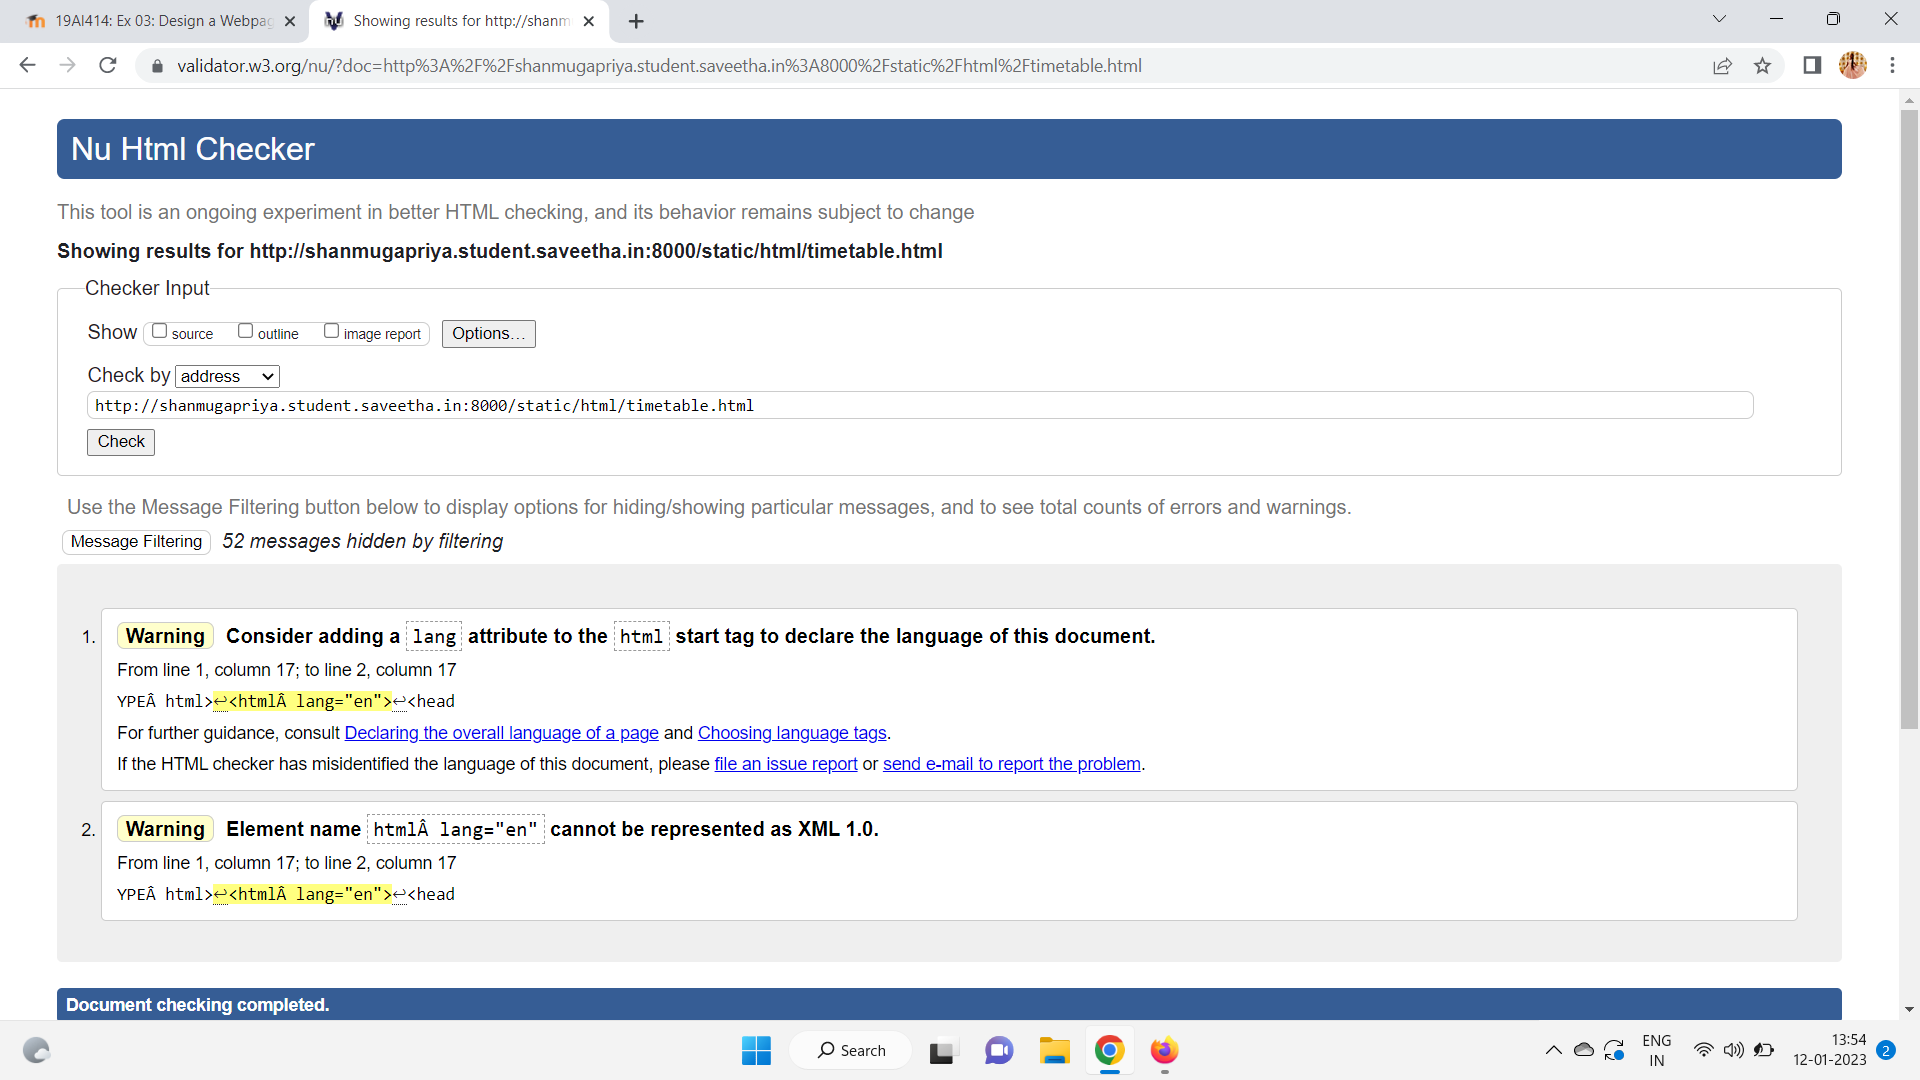 19AI414: Ex 03: Design a Webpag
Showing results for http://shanm
validator.w3.org/nu/?doc=http%3A%2F%2Fshanmugapriya.student.saveetha.in%3A8000%2Fstatic%2Fhtml%2Ftimetable.html
Nu Html Checker
This tool is an ongoing experiment in better HTML checking, and its behavior remains subject to change
Showing results for http://shanmugapriya.student.saveetha.in:8000/static/html/timetable.html
Checker Input
Show source outline image report Options...
Check by address
http://shanmugapriya.student.saveetha.in:8000/static/html/timetable.html
Check
Use the Message Filtering button below to display options for hiding/showing particular messages, and to see total counts of errors and warnings.
Message Filtering 52 messages hidden by filtering
1. Warning Consider adding a lang attribute to the html start tag to declare the language of this document.
From line 1, column 17; to line 2, column 17
YPEÂ html>↩<htmlÂ lang="en">↩<head
For further guidance, consult Declaring the overall language of a page and Choosing language tags.
If the HTML checker has misidentified the language of this document, please file an issue report or send e-mail to report the problem.
2. Warning Element name htmlÂ lang="en" cannot be represented as XML 1.0.
From line 1, column 17; to line 2, column 17
YPEÂ html>↩<htmlÂ lang="en">↩<head
Document checking completed.
Search
ENG
IN
13:54
12-01-2023
2